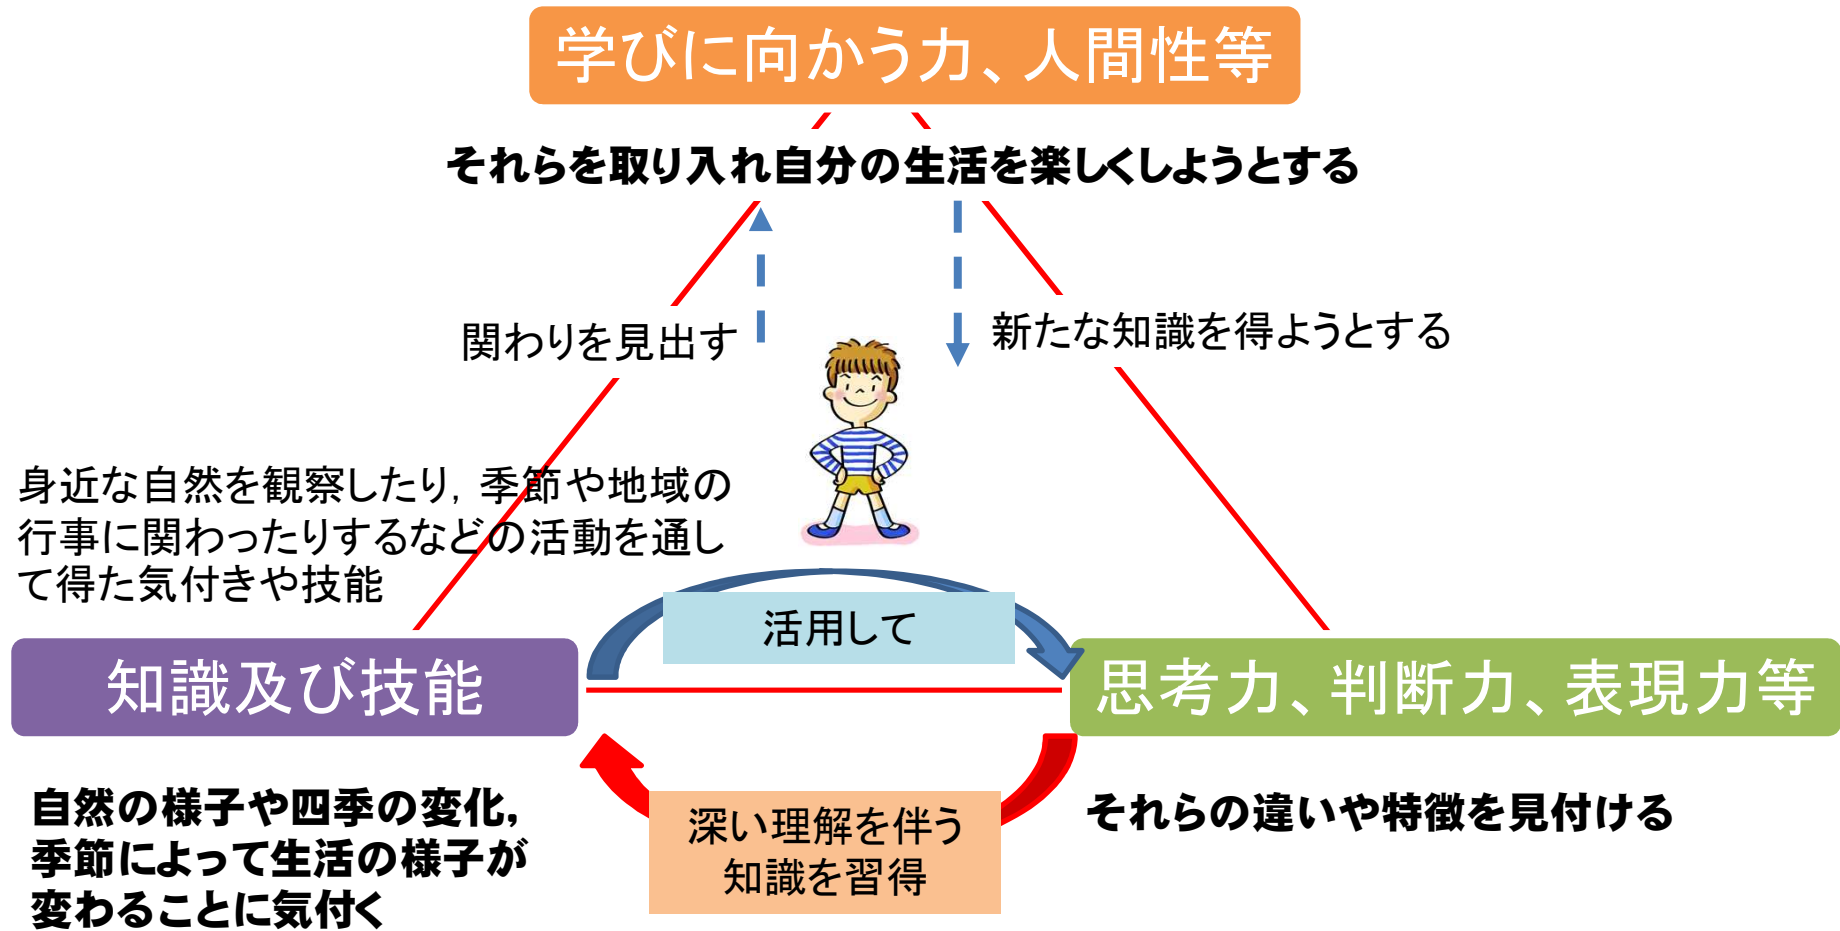 学びに向かう力、人間性等
それらを取り入れ自分の生活を楽しくしようとする
関わりを見出す
新たな知識を得ようとする
身近な自然を観察したり，季節や地域の
行事に関わったりするなどの活動を通し
て得た気付きや技能
活用して
知識及び技能
思考力、判断力、表現力等
自然の様子や四季の変化，
季節によって生活の様子が
変わることに気付く
深い理解を伴う
知識を習得
それらの違いや特徴を見付ける